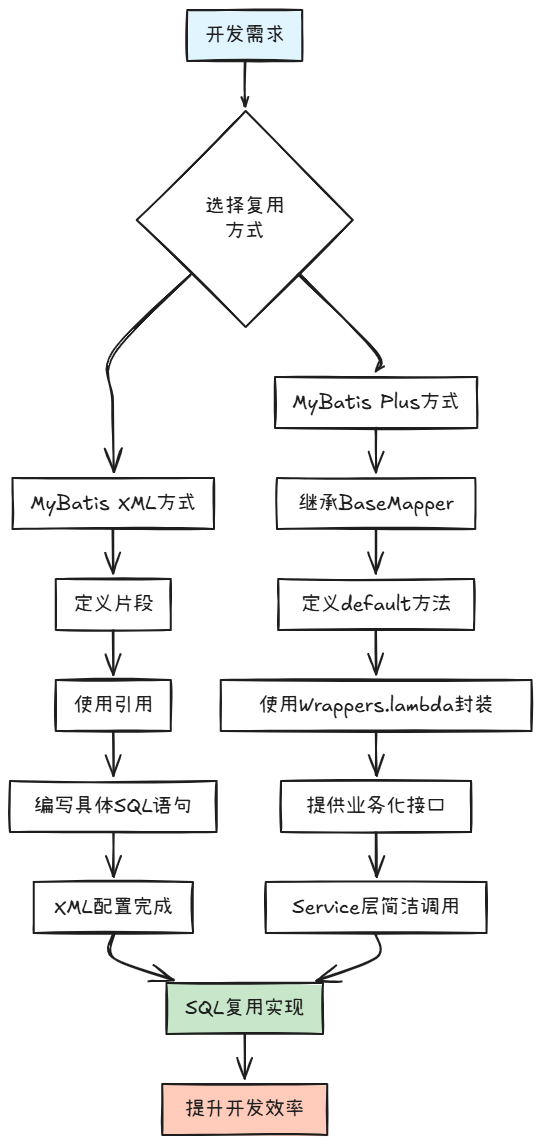 开发需求
选择复用
方式
MyBatis Plus方式
MyBatis XML方式
继承BaseMapper
定义片段
定义default方法
使用引用
使用Wrappers.lambda封装
编写具体SQL语句
提供业务化接口
XML配置完成
Service层简洁调用
SQL复用实现
提升开发效率